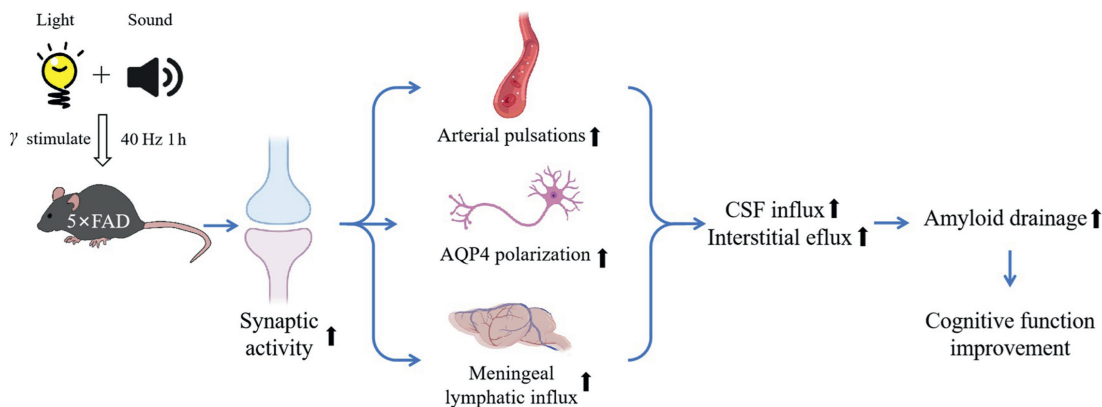 Light
Sound
+
γ stimulate
40 Hz 1 h
5×FAD
Synaptic
activity
Arterial pulsations
AQP4 polarization
Meningeal
lymphatic influx
CSF influx
Interstitial eflux
Amyloid drainage
Cognitive function
improvement